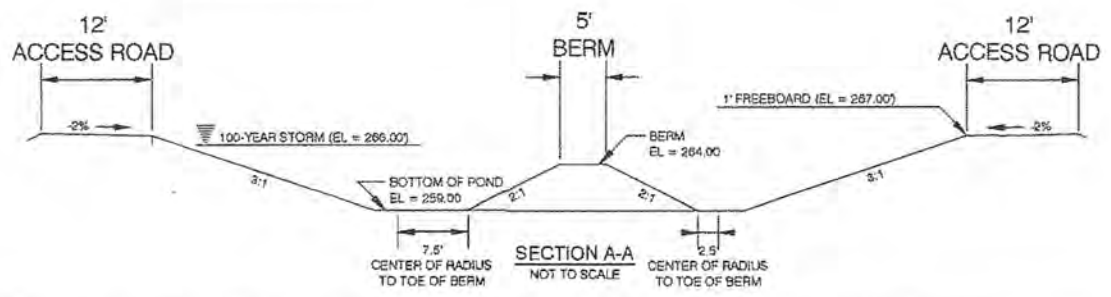 12'
ACCESS ROAD
5'
BERM
12'
ACCESS ROAD
1' FREEBOARD (EL = 267.00')
-2%
100-YEAR STORM (EL = 266.00')
BERM
EL = 264.00
-2%
3:1
BOTTOM OF POND
EL = 259.00
2:1
2:1
3:1
7.5'
CENTER OF RADIUS
TO TOE OF BERM
SECTION A-A
NOT TO SCALE
2.5'
CENTER OF RADIUS
TO TOE OF BERM